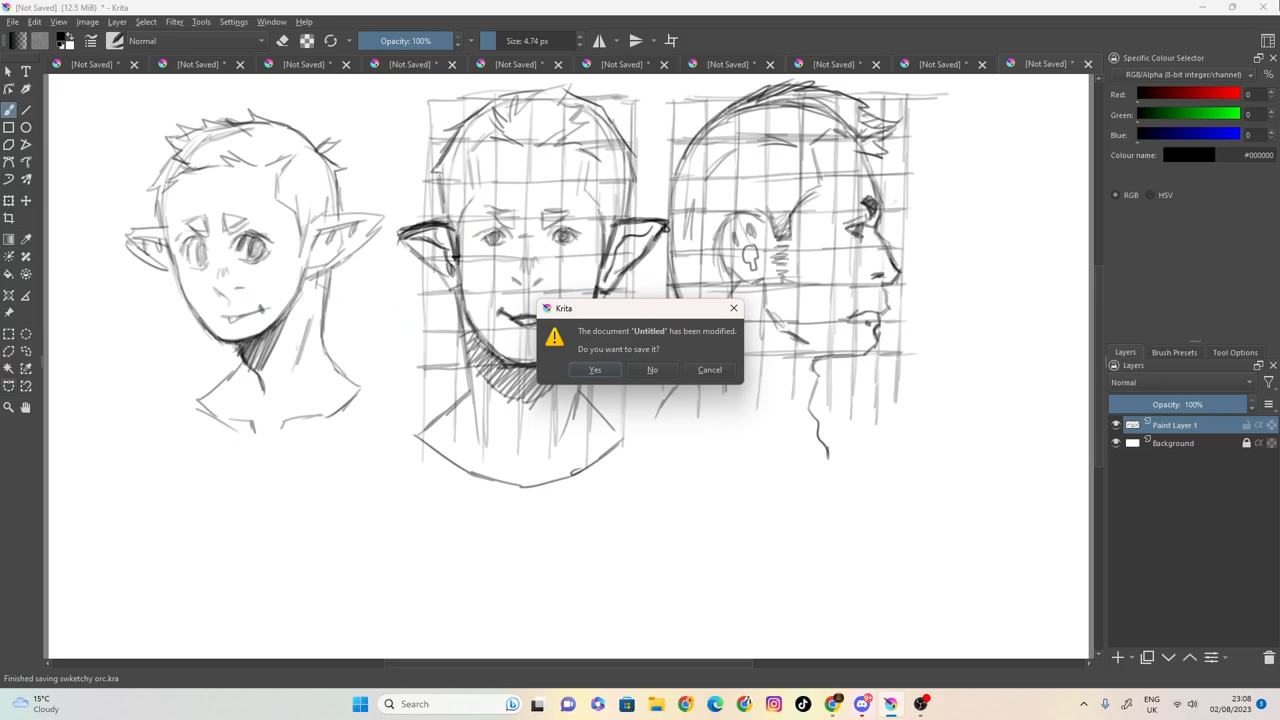 [Not Saved] (12.5 MiB) * - Krita
File Edit View Image Layer Select Filter Tools Settings Window Help
Normal Opacity: 100% Size: 4.74 px
[Not Saved] * [Not Saved] * [Not Saved] * [Not Saved] * [Not Saved] * [Not Saved] * [Not Saved] * [Not Saved] * [Not Saved] * [Not Saved] *
Specific Colour Selector
RGB/Alpha (8-bit integer/channel) %
Red: 0
Green: 0
Blue: 0
Colour name: #000000
RGB HSV
Krita
The document 'Untitled' has been modified.
Do you want to save it?
Yes No Cancel
Layers Brush Presets Tool Options
Layers
Normal
Opacity: 100%
Paint Layer 1
Background
Finished saving swketchy orc.kra
15°C
Cloudy
Search
ENG
UK
23:08
02/08/2023
3